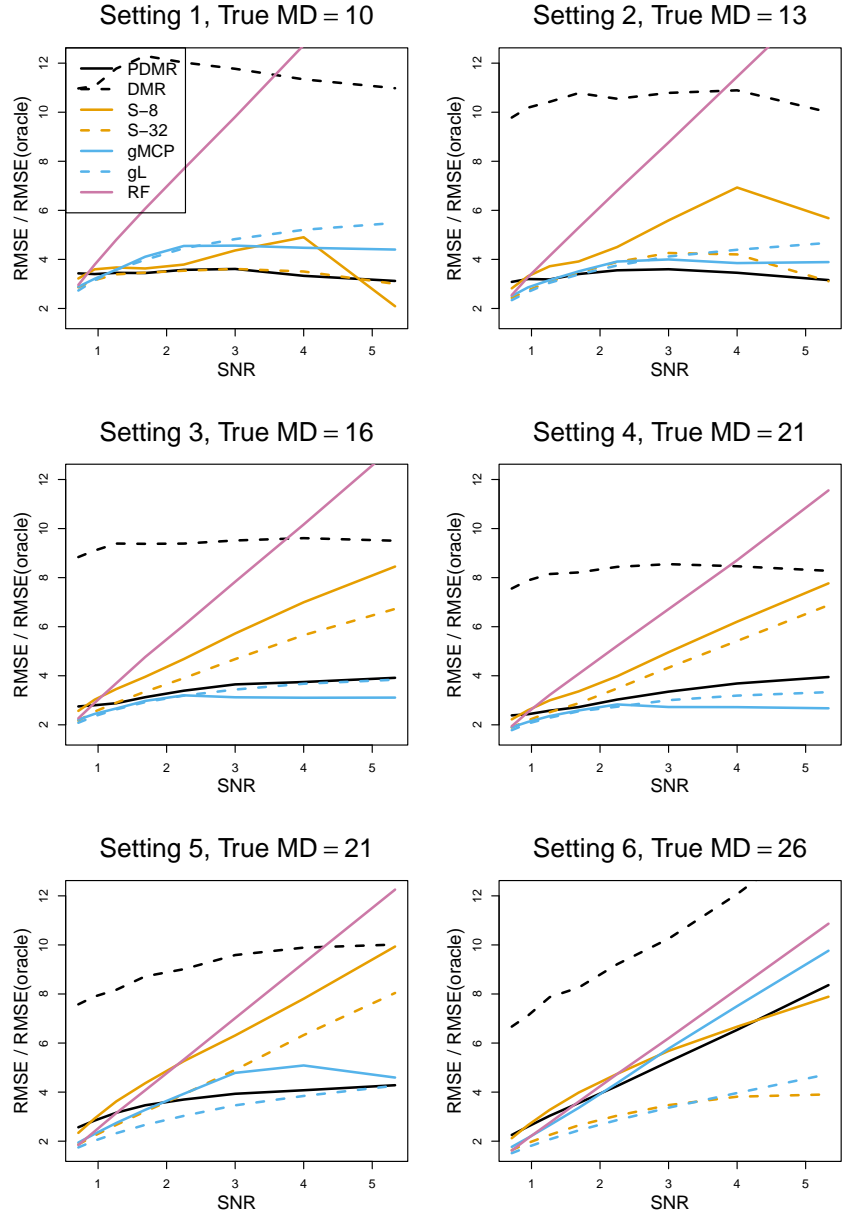 Setting 1, True MD = 10
RMSE / RMSE(oracle)
2 4 6 8 10 12
PDMR
DMR
S−8
S−32
gMCP
gL
RF
1 2 3 4 5
SNR
Setting 2, True MD = 13
RMSE / RMSE(oracle)
2 4 6 8 10 12
1 2 3 4 5
SNR
Setting 3, True MD = 16
RMSE / RMSE(oracle)
2 4 6 8 10 12
1 2 3 4 5
SNR
Setting 4, True MD = 21
RMSE / RMSE(oracle)
2 4 6 8 10 12
1 2 3 4 5
SNR
Setting 5, True MD = 21
RMSE / RMSE(oracle)
2 4 6 8 10 12
1 2 3 4 5
SNR
Setting 6, True MD = 26
RMSE / RMSE(oracle)
2 4 6 8 10 12
1 2 3 4 5
SNR